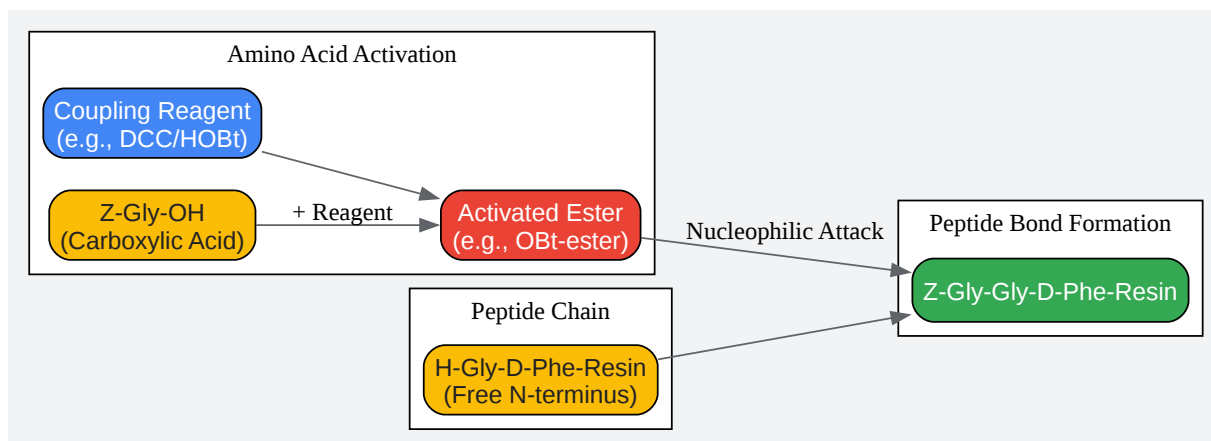 Amino Acid Activation
Coupling Reagent
(e.g., DCC/HOBt)
Z-Gly-OH
(Carboxylic Acid)
+ Reagent
Activated Ester
(e.g., OBt-ester)
Nucleophilic Attack
Peptide Bond Formation
Z-Gly-Gly-D-Phe-Resin
Peptide Chain
H-Gly-D-Phe-Resin
(Free N-terminus)